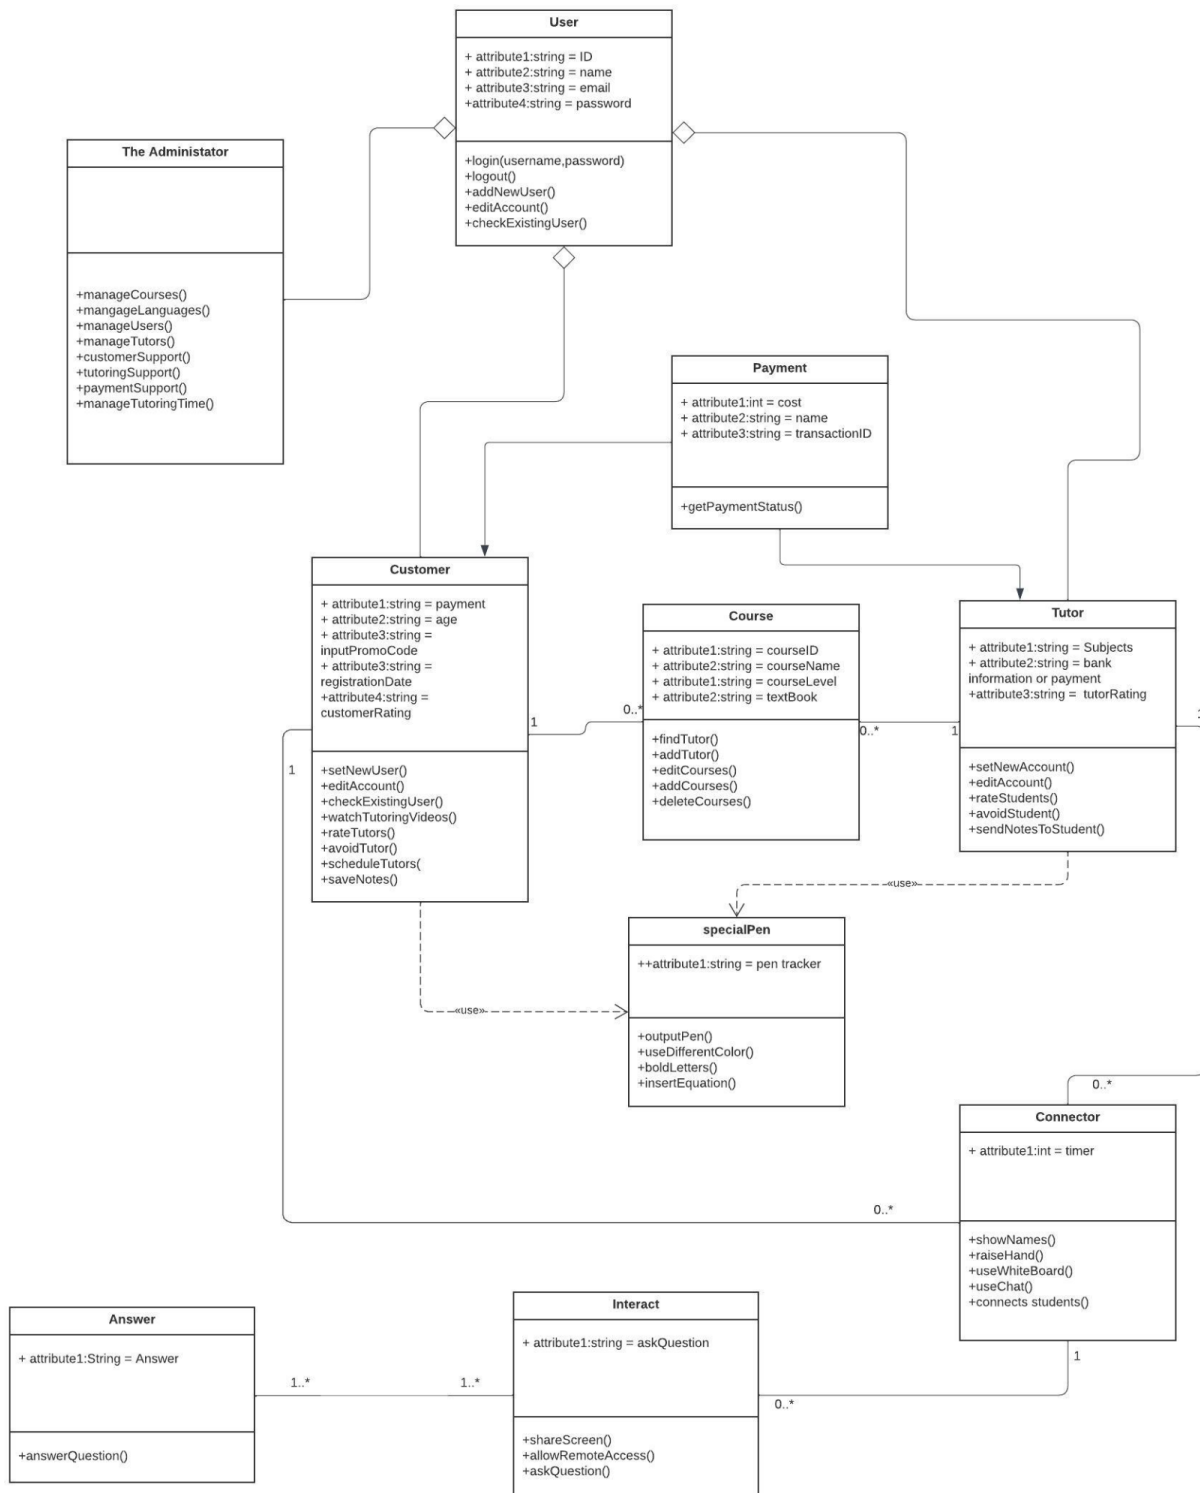 User
+ attribute1:string = ID
+ attribute2:string = name
+ attribute3:string = email
+attribute4:string = password
+login(username,password)
+logout()
+addNewUser()
+editAccount()
+checkExistingUser()
The Administator
+manageCourses()
+mangageLanguages()
+manageUsers()
+manageTutors()
+customerSupport()
+tutoringSupport()
+paymentSupport()
+manageTutoringTime()
Payment
+ attribute1:int = cost
+ attribute2:string = name
+ attribute3:string = transactionID
+getPaymentStatus()
Customer
+ attribute1:string = payment
+ attribute2:string = age
+ attribute3:string =
inputPromoCode
+ attribute3:string =
registrationDate
+attribute4:string =
customerRating
+setNewUser()
+editAccount()
+checkExistingUser()
+watchTutoringVideos()
+rateTutors()
+avoidTutor()
+scheduleTutors(
+saveNotes()
1
1
0..*
Course
+ attribute1:string = courseID
+ attribute2:string = courseName
+ attribute1:string = courseLevel
+ attribute2:string = textBook
+findTutor()
+addTutor()
+editCourses()
+addCourses()
+deleteCourses()
0..*
1
Tutor
+ attribute1:string = Subjects
+ attribute2:string = bank
information or payment
+attribute3:string = tutorRating
+setNewAccount()
+editAccount()
+rateStudents()
+avoidStudent()
+sendNotesToStudent()
1
«use»
«use»
specialPen
++attribute1:string = pen tracker
+outputPen()
+useDifferentColor()
+boldLetters()
+insertEquation()
0..*
Connector
+ attribute1:int = timer
+showNames()
+raiseHand()
+useWhiteBoard()
+useChat()
+connects students()
0..*
1
Answer
+ attribute1:String = Answer
+answerQuestion()
1..*
1..*
Interact
+ attribute1:string = askQuestion
+shareScreen()
+allowRemoteAccess()
+askQuestion()
0..*